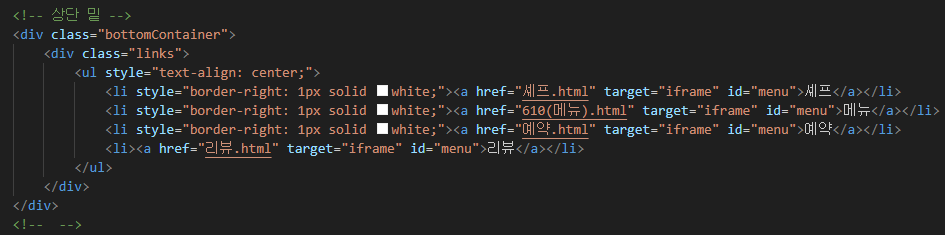 <!-- 상단 밑 -->
<div class="bottomContainer">
<div class="links">
<ul style="text-align: center;">
<li style="border-right: 1px solid white;"><a href="셰프.html" target="iframe" id="menu">셰프</a></li>
<li style="border-right: 1px solid white;"><a href="610(메뉴).html" target="iframe" id="menu">메뉴</a></li>
<li style="border-right: 1px solid white;"><a href="예약.html" target="iframe" id="menu">예약</a></li>
<li><a href="리뷰.html" target="iframe" id="menu">리뷰</a></li>
</ul>
</div>
</div>
<!--  -->